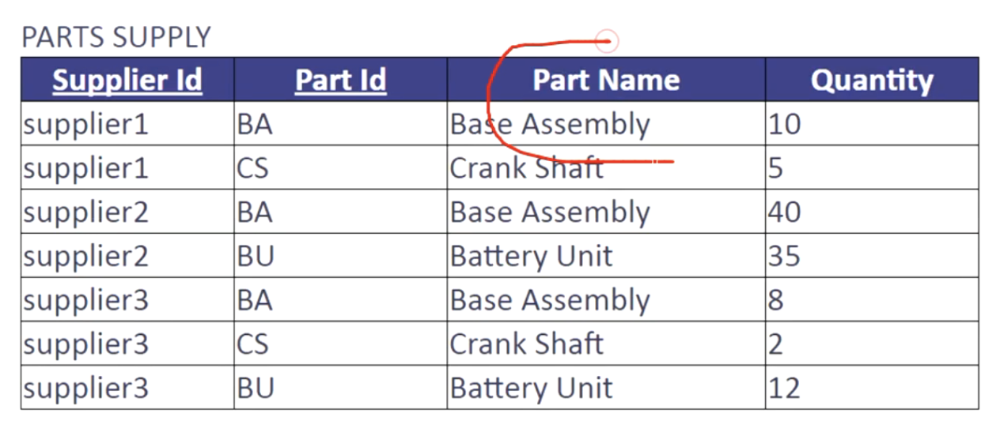 PARTS SUPPLY
Supplier Id Part Id Part Name Quantity
supplier1 BA Base Assembly 10
supplier1 CS Crank Shaft 5
supplier2 BA Base Assembly 40
supplier2 BU Battery Unit 35
supplier3 BA Base Assembly 8
supplier3 CS Crank Shaft 2
supplier3 BU Battery Unit 12